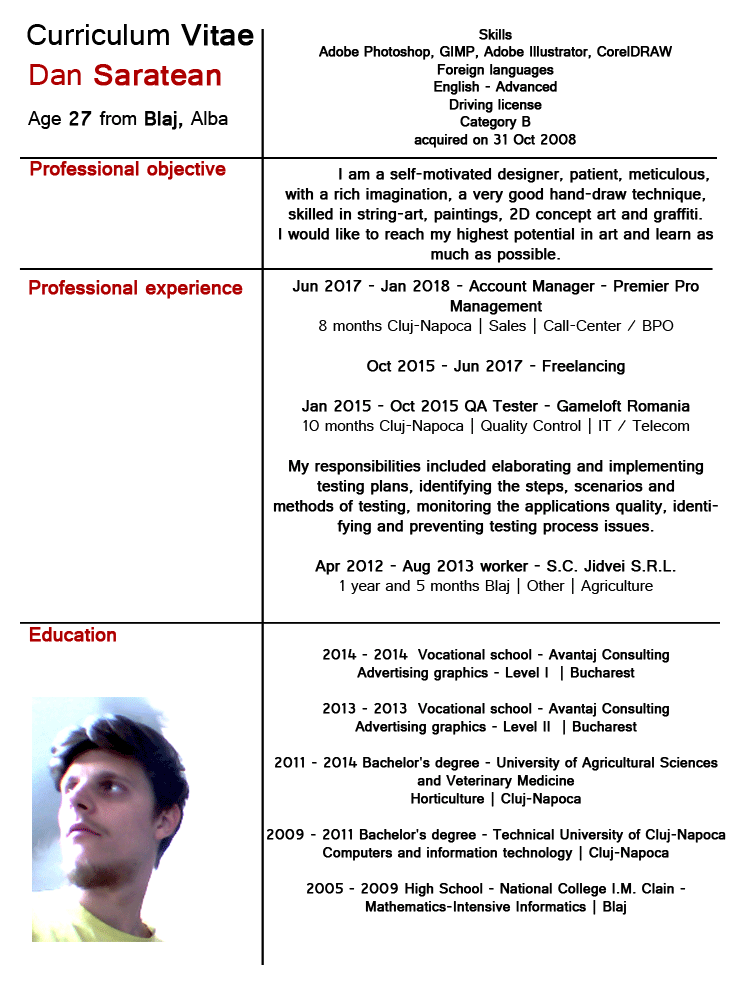 Curriculum Vitae
Dan Saratean
Age 27 from Blaj, Alba
Skills
Adobe Photoshop, GIMP, Adobe Illustrator, CorelDRAW
Foreign languages
English - Advanced
Driving license
Category B
acquired on 31 Oct 2008
Professional objective
I am a self-motivated designer, patient, meticulous,
with a rich imagination, a very good hand-draw technique,
skilled in string-art, paintings, 2D concept art and graffiti.
I would like to reach my highest potential in art and learn as
much as possible.
Professional experience
Jun 2017 - Jan 2018 - Account Manager - Premier Pro
Management
8 months Cluj-Napoca | Sales | Call-Center / BPO
Oct 2015 - Jun 2017 - Freelancing
Jan 2015 - Oct 2015 QA Tester - Gameloft Romania
10 months Cluj-Napoca | Quality Control | IT / Telecom
My responsibilities included elaborating and implementing
testing plans, identifying the steps, scenarios and
methods of testing, monitoring the applications quality, identi-
fying and preventing testing process issues.
Apr 2012 - Aug 2013 worker - S.C. Jidvei S.R.L.
1 year and 5 months Blaj | Other | Agriculture
Education
2014 - 2014 Vocational school - Avantaj Consulting
Advertising graphics - Level I | Bucharest
2013 - 2013 Vocational school - Avantaj Consulting
Advertising graphics - Level II | Bucharest
2011 - 2014 Bachelor's degree - University of Agricultural Sciences
and Veterinary Medicine
Horticulture | Cluj-Napoca
2009 - 2011 Bachelor's degree - Technical University of Cluj-Napoca
Computers and information technology | Cluj-Napoca
2005 - 2009 High School - National College I.M. Clain -
Mathematics-Intensive Informatics | Blaj